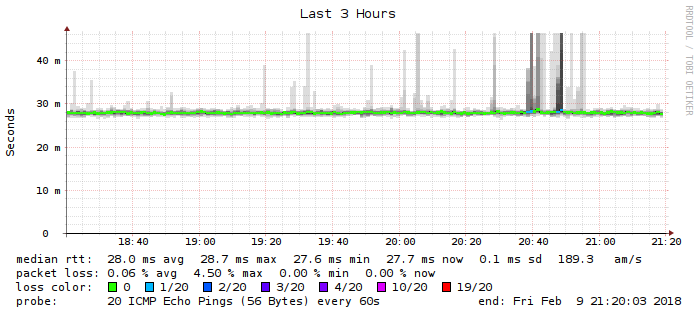 Last 3 Hours
RRDTOOL / TOBI OETIKER
Seconds
40 m
30 m
20 m
10 m
0
18:40 19:00 19:20 19:40 20:00 20:20 20:40 21:00 21:20
median rtt: 28.0 ms avg 28.7 ms max 27.6 ms min 27.7 ms now 0.1 ms sd 189.3 am/s
packet loss: 0.06 % avg 4.50 % max 0.00 % min 0.00 % now
loss color: 0 1/20 2/20 3/20 4/20 10/20 19/20
probe: 20 ICMP Echo Pings (56 Bytes) every 60s end: Fri Feb 9 21:20:03 2018